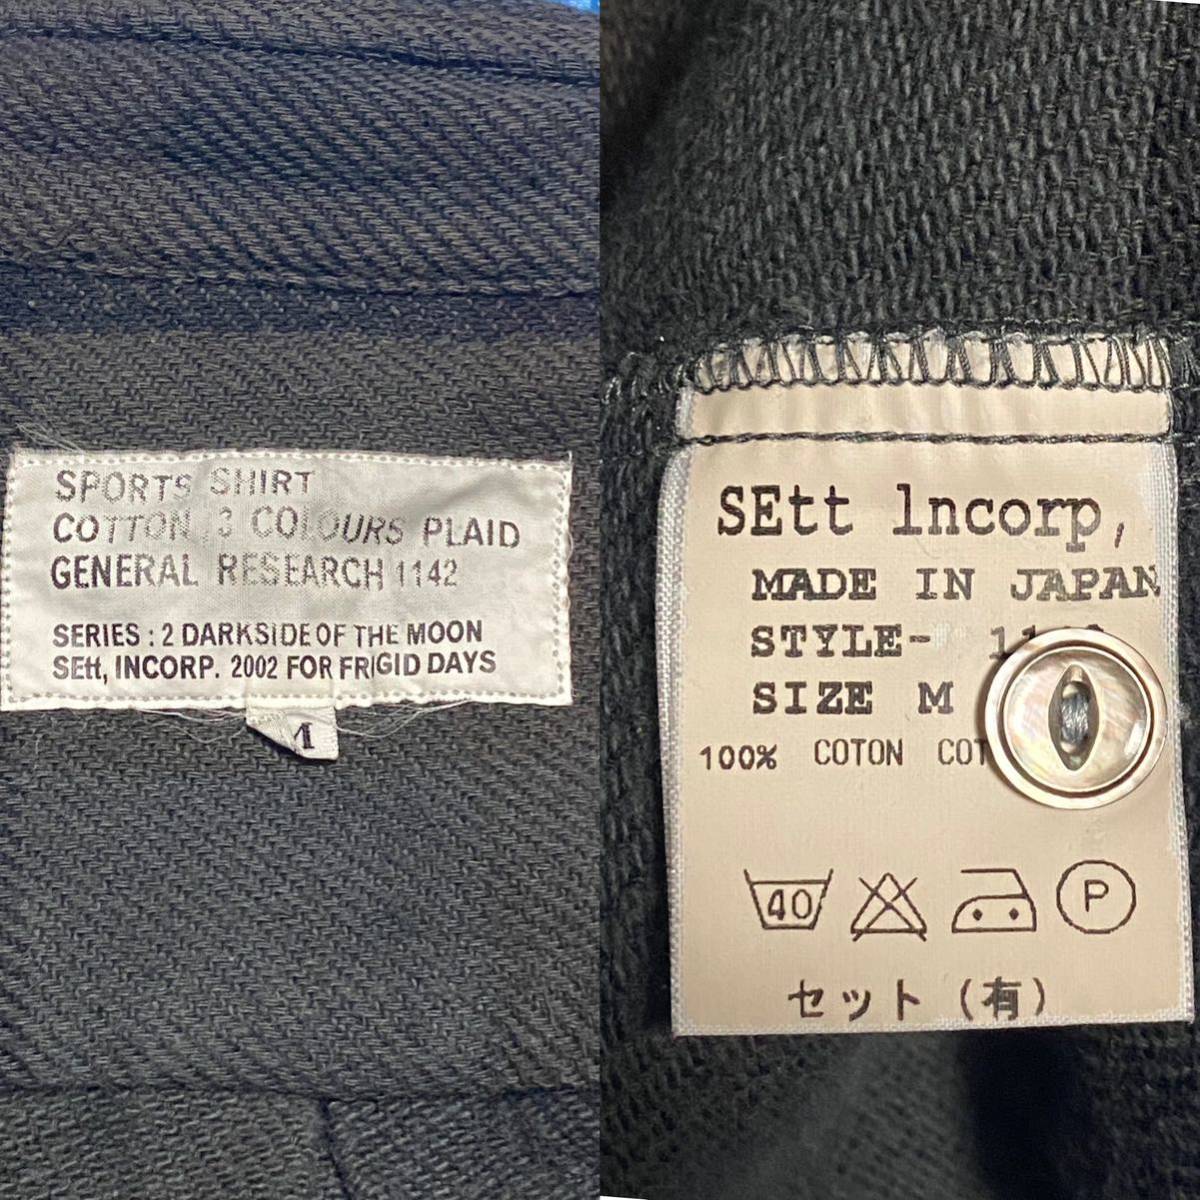 SPORTS SHIRT
COTTON 3 COLOURS PLAID
GENERAL RESEARCH 1142
SERIES : 2 DARKSIDE OF THE MOON
SEtt, INCORP. 2002 FOR FRIGID DAYS
M
SEtt lncorp,
MADE IN JAPAN
STYLE-
SIZE M
100% COTON
40
P
セット (有)